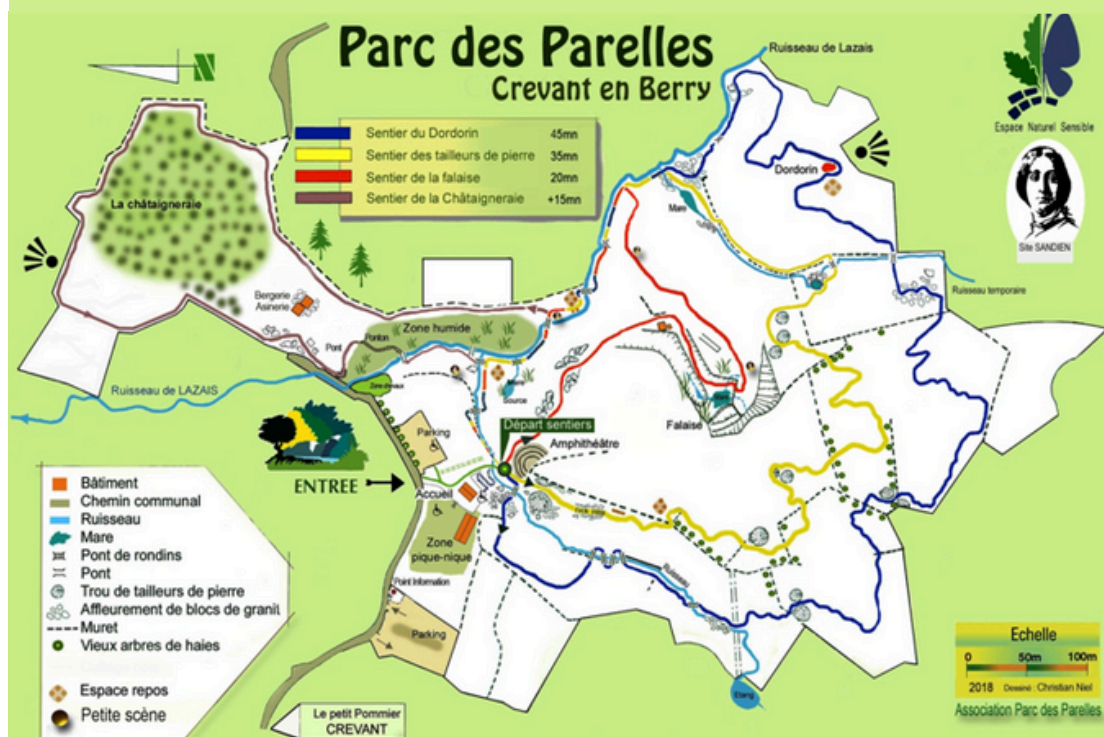 Parc des Parelles
Crevant en Berry
Ruisseau de Lazais
N
Espace Naturel Sensible
Site SANDIEN
Sentier du Dordorin 45mn
Sentier des tailleurs de pierre 35mn
Sentier de la falaise 20mn
Sentier de la Châtaigneraie +15mn
Dordorin
La châtaigneraie
Mare
Ruisseau temporaire
Bergerie
Asinerie
Zone humide
Ponton
Pont
Ruisseau de LAZAIS
Source
Mare
Falaise
Départ sentiers
Amphithéâtre
Parking
ENTREE
Accueil
Zone
pique-nique
Point Information
Parking
Ruisseau
Etang
Bâtiment
Chemin communal
Ruisseau
Mare
Pont de rondins
Pont
Trou de tailleurs de pierre
Affleurement de blocs de granit
Muret
Vieux arbres de haies
Espace repos
Petite scène
Le petit Pommier
CREVANT
Echelle
0 50m 100m
2018 Dessiné : Christian Niel
Association Parc des Parelles